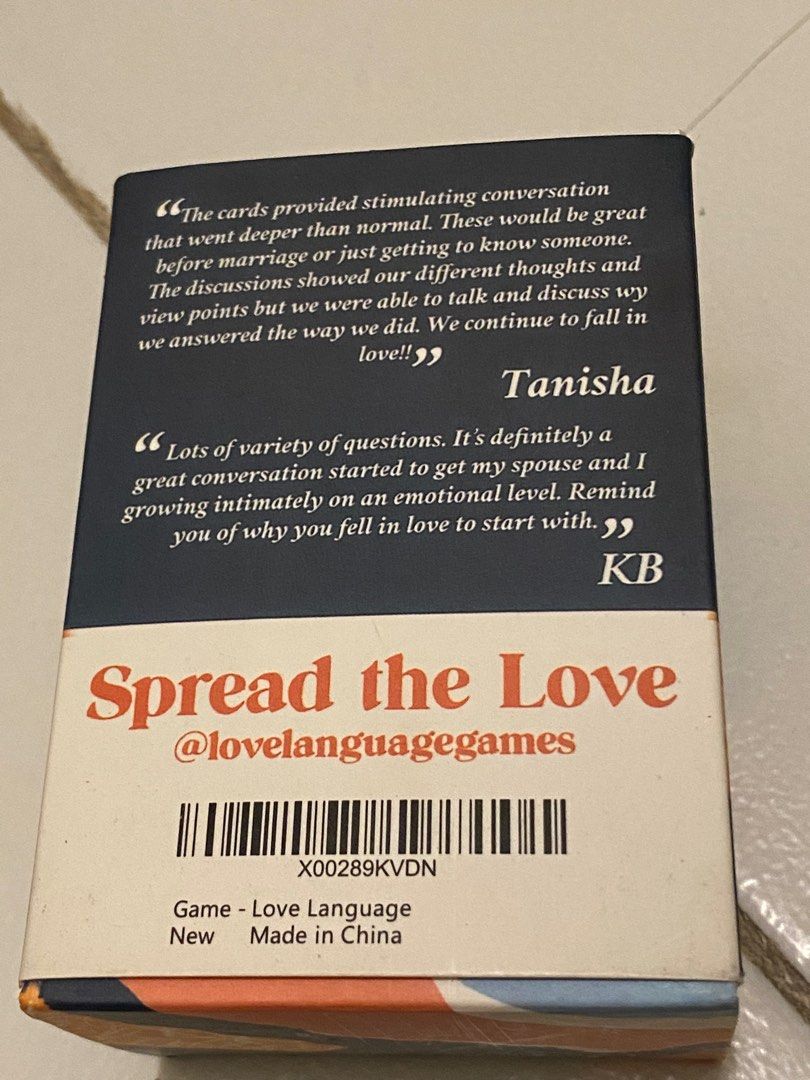 “The cards provided stimulating conversation
that went deeper than normal. These would be great
before marriage or just getting to know someone.
The discussions showed our different thoughts and
view points but we were able to talk and discuss wy
we answered the way we did. We continue to fall in
love!!”
Tanisha
“Lots of variety of questions. It's definitely a
great conversation started to get my spouse and I
growing intimately on an emotional level. Remind
you of why you fell in love to start with.”
KB
Spread the Love
@lovelanguagegames
X00289KVDN
Game - Love Language
New Made in China